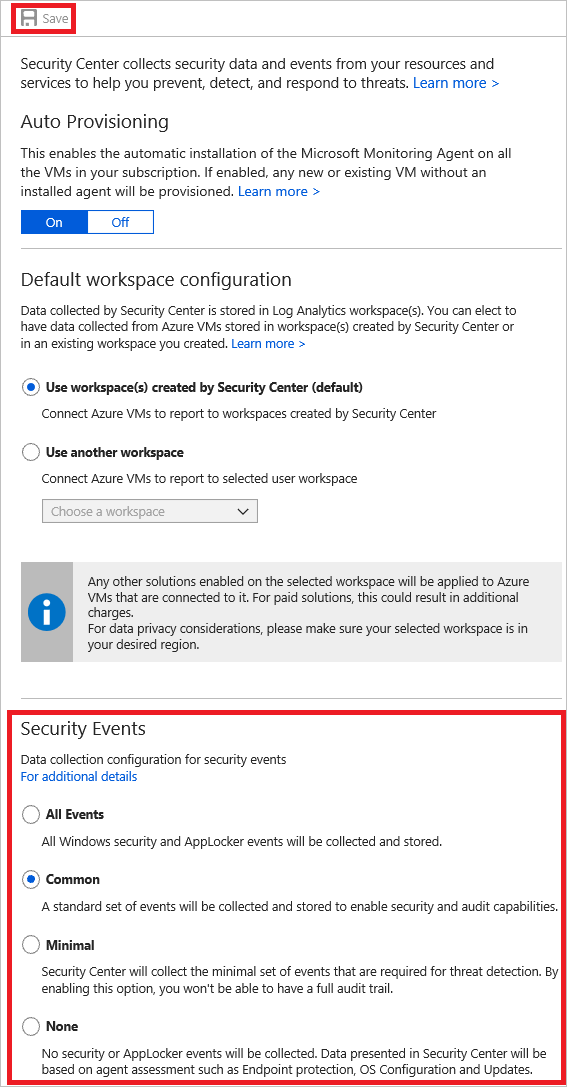 Save
Security Center collects security data and events from your resources and
services to help you prevent, detect, and respond to threats. Learn more >
Auto Provisioning
This enables the automatic installation of the Microsoft Monitoring Agent on all
the VMs in your subscription. If enabled, any new or existing VM without an
installed agent will be provisioned. Learn more >
On Off
Default workspace configuration
Data collected by Security Center is stored in Log Analytics workspace(s). You can elect to
have data collected from Azure VMs stored in workspace(s) created by Security Center or
in an existing workspace you created. Learn more >
Use workspace(s) created by Security Center (default)
Connect Azure VMs to report to workspaces created by Security Center
Use another workspace
Connect Azure VMs to report to selected user workspace
Choose a workspace
Any other solutions enabled on the selected workspace will be applied to Azure
VMs that are connected to it. For paid solutions, this could result in additional
charges.
For data privacy considerations, please make sure your selected workspace is in
your desired region.
Security Events
Data collection configuration for security events
For additional details
All Events
All Windows security and AppLocker events will be collected and stored.
Common
A standard set of events will be collected and stored to enable security and audit capabilities.
Minimal
Security Center will collect the minimal set of events that are required for threat detection. By
enabling this option, you won't be able to have a full audit trail.
None
No security or AppLocker events will be collected. Data presented in Security Center will be
based on agent assessment such as Endpoint protection, OS Configuration and Updates.